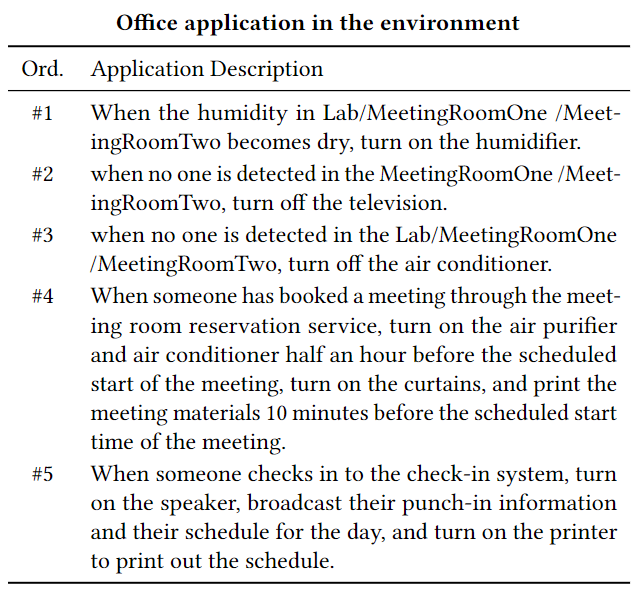 Office application in the environment
Ord. Application Description
#1 When the humidity in Lab/MeetingRoomOne /Meet-
ingRoomTwo becomes dry, turn on the humidifier.
#2 when no one is detected in the MeetingRoomOne /Meet-
ingRoomTwo, turn off the television.
#3 when no one is detected in the Lab/MeetingRoomOne
/MeetingRoomTwo, turn off the air conditioner.
#4 When someone has booked a meeting through the meet-
ing room reservation service, turn on the air purifier
and air conditioner half an hour before the scheduled
start of the meeting, turn on the curtains, and print the
meeting materials 10 minutes before the scheduled start
time of the meeting.
#5 When someone checks in to the check-in system, turn
on the speaker, broadcast their punch-in information
and their schedule for the day, and turn on the printer
to print out the schedule.